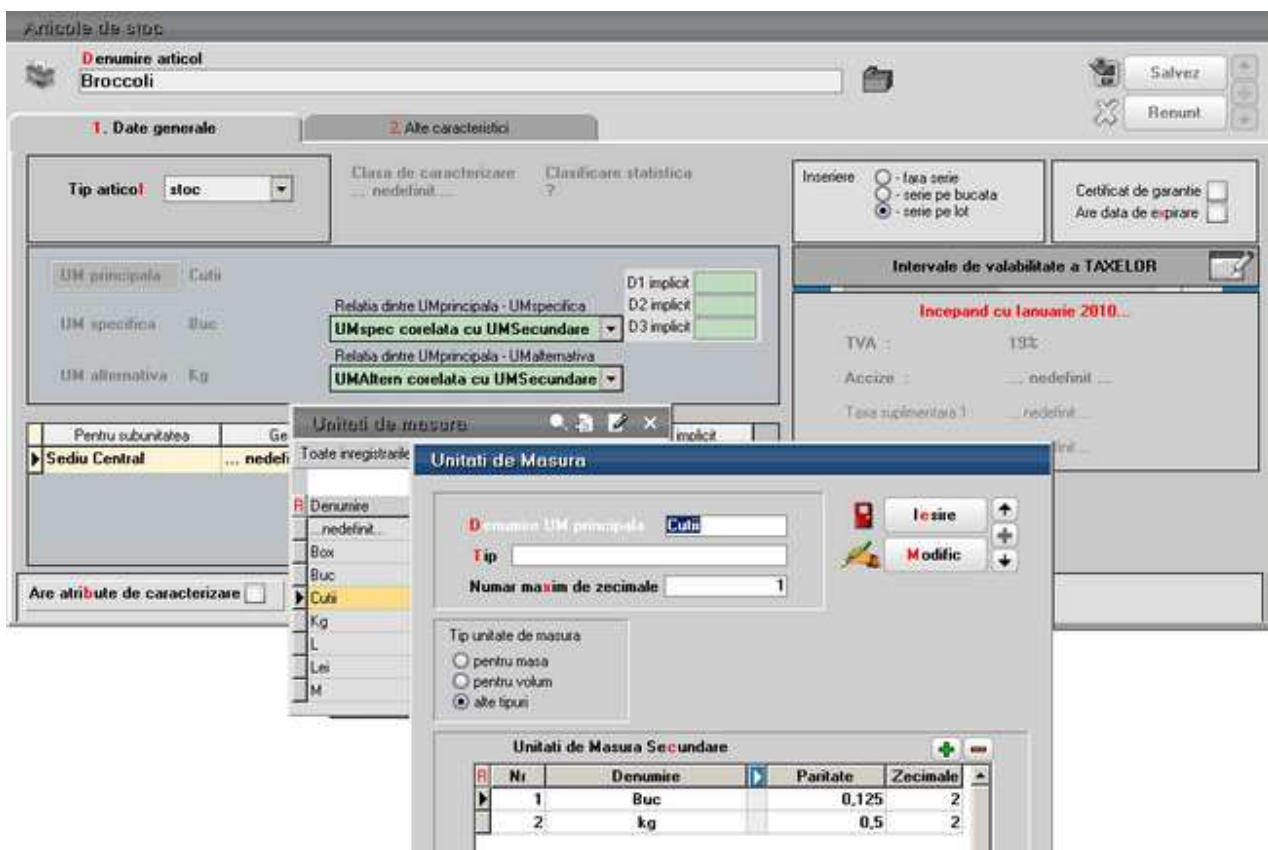 Articole de stoc
Denumire articol
Broccoli
Salvez
Renunt
1. Date generale
2. Alte caracteristici
Tip articol stoc
Clasa de caracterizare Clasificare statistica
... nedefinit ... ?
Inseriere - fara serie
- serie pe bucata
- serie pe lot
Certificat de garantie
Are data de expirare
UM principala Cutii
UM specifica Buc
UM alternativa Kg
Relatia dintre UMprincipala - UMspecifica
UMspec corelata cu UMSecundare
Relatia dintre UMprincipala - UMalternativa
UMAltern corelata cu UMSecundare
D1 implicit
D2 implicit
D3 implicit
Intervale de valabilitate a TAXELOR
Incepand cu Ianuarie 2010...
TVA : 19%
Accize : ... nedefinit ...
Taxa suplimentara 1 ... nedefinit ...
Pentru subunitatea Ge implicit
Sediu Central ... nedefi
Are atribute de caracterizare
Unitati de masura
Toate inregistrarile
R Denumire
...nedefinit...
Box
Buc
Cutii
Kg
L
Lei
M
Unitati de Masura
Denumire UM principala Cutii
Tip
Numar maxim de zecimale 1
Iesire
Modific
Tip unitate de masura
pentru masa
pentru volum
alte tipuri
Unitati de Masura Secundare
R Nr Denumire Paritate Zecimale
1 Buc 0,125 2
2 kg 0,5 2